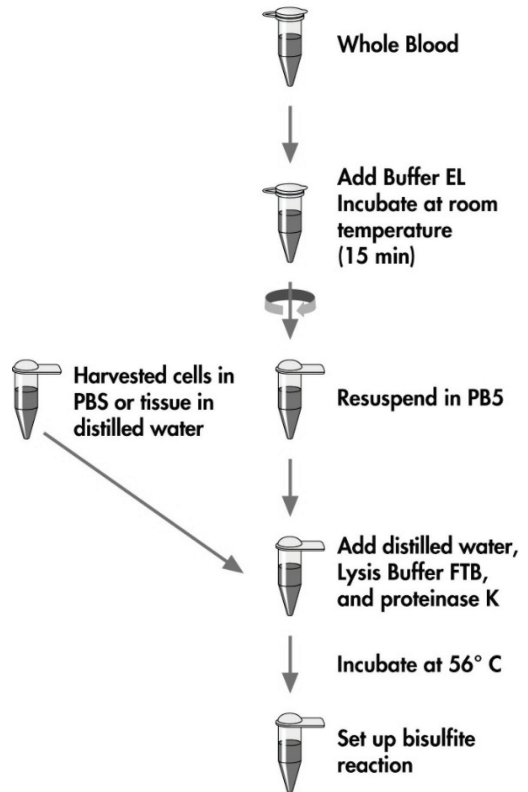 Whole Blood
Add Buffer EL
Incubate at room
temperature
(15 min)
Harvested cells in
PBS or tissue in
distilled water
Resuspend in PB5
Add distilled water,
Lysis Buffer FTB,
and proteinase K
Incubate at 56° C
Set up bisulfite
reaction